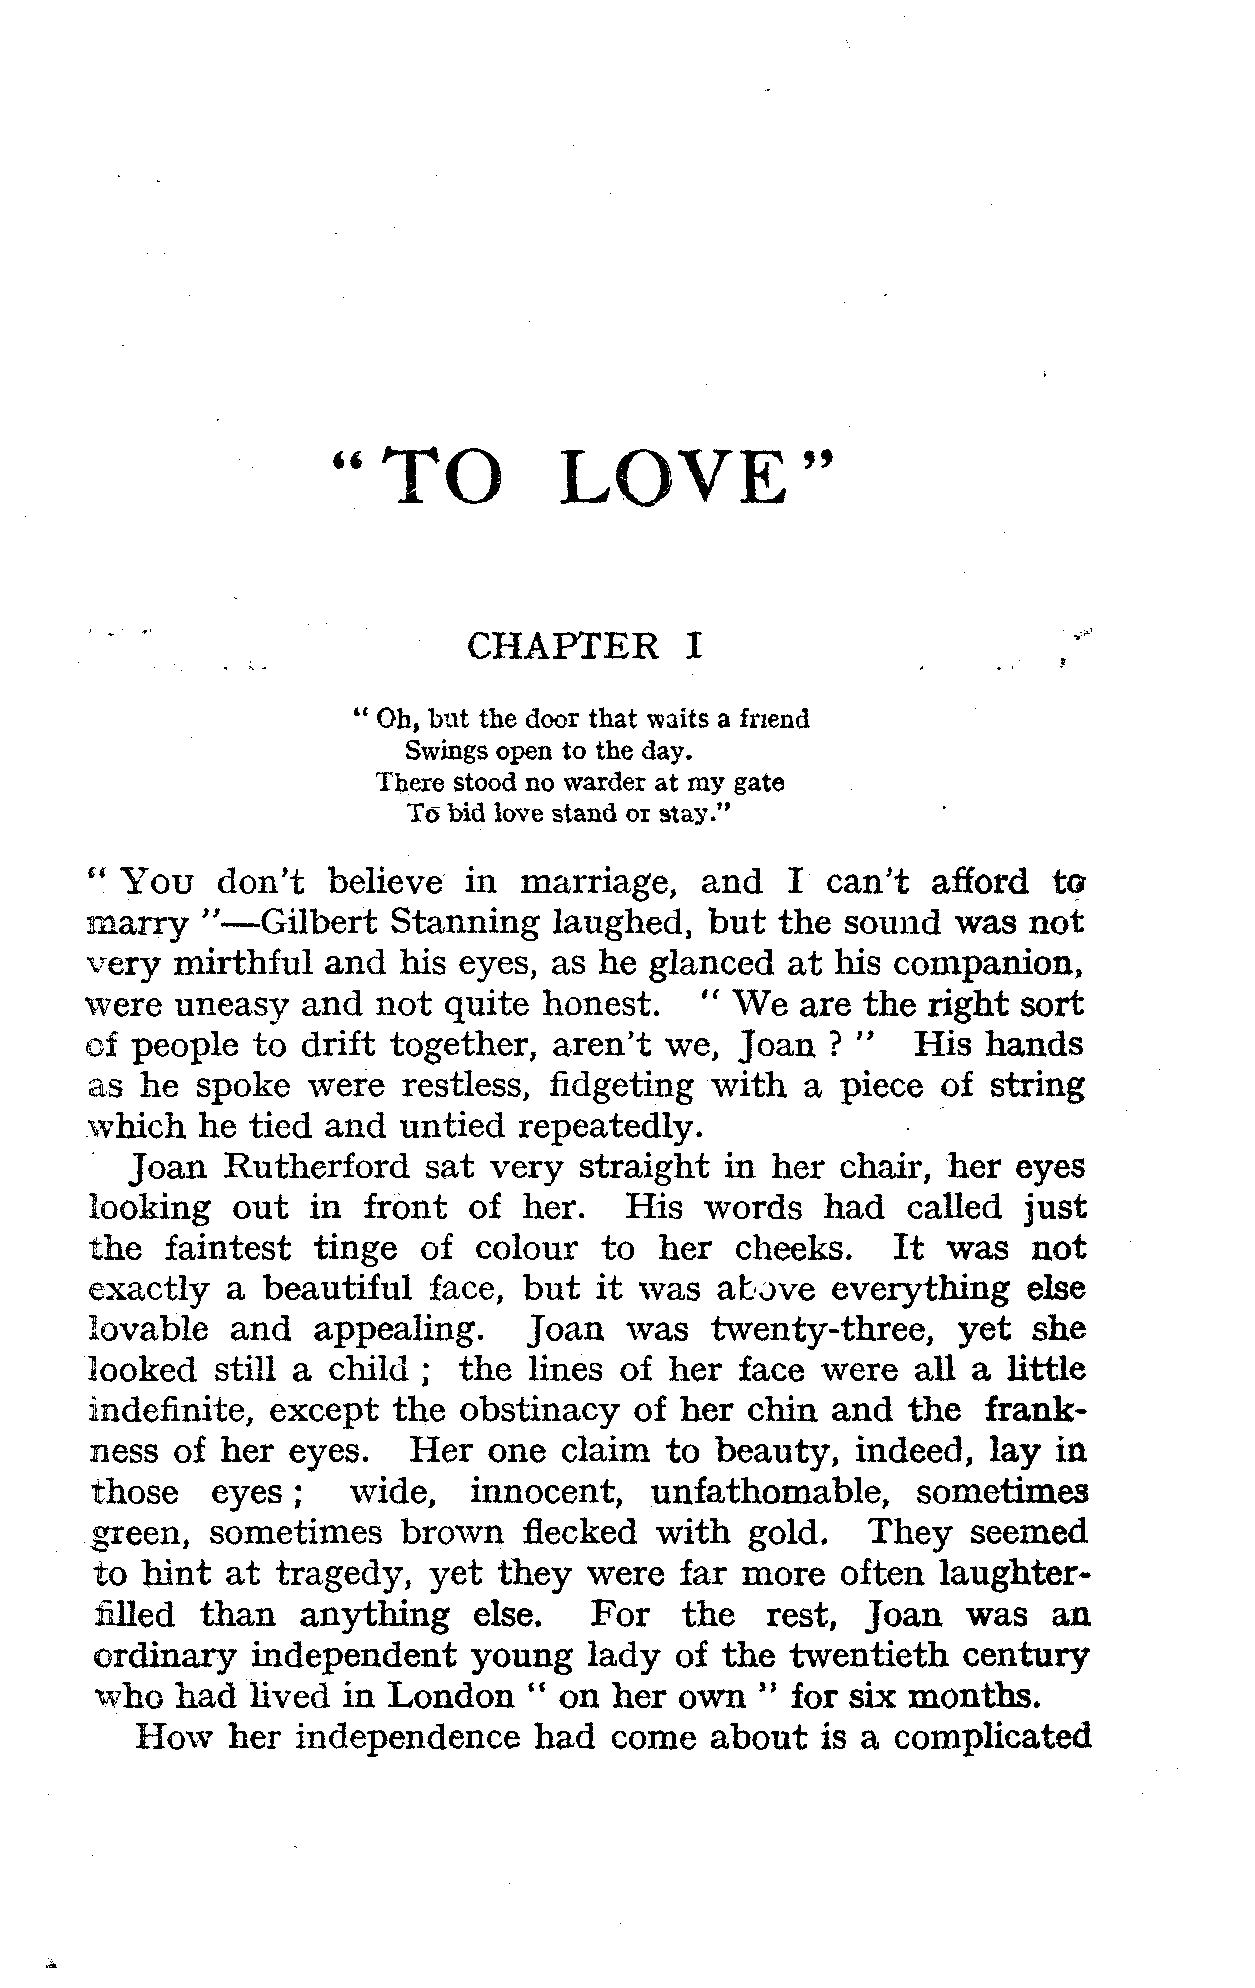 “ TO LOVE ”
CHAPTER I
“ Oh, but the door that waits a friend
Swings open to the day.
There stood no warder at my gate
To bid love stand or stay.”
“ You don't believe in marriage, and I can't afford to
marry ”—Gilbert Stanning laughed, but the sound was not
very mirthful and his eyes, as he glanced at his companion,
were uneasy and not quite honest. “ We are the right sort
of people to drift together, aren't we, Joan ? ” His hands
as he spoke were restless, fidgeting with a piece of string
which he tied and untied repeatedly.
Joan Rutherford sat very straight in her chair, her eyes
looking out in front of her. His words had called just
the faintest tinge of colour to her cheeks. It was not
exactly a beautiful face, but it was above everything else
lovable and appealing. Joan was twenty-three, yet she
looked still a child ; the lines of her face were all a little
indefinite, except the obstinacy of her chin and the frank-
ness of her eyes. Her one claim to beauty, indeed, lay in
those eyes ; wide, innocent, unfathomable, sometimes
green, sometimes brown flecked with gold. They seemed
to hint at tragedy, yet they were far more often laughter-
filled than anything else. For the rest, Joan was an
ordinary independent young lady of the twentieth century
who had lived in London “ on her own ” for six months.
How her independence had come about is a complicated